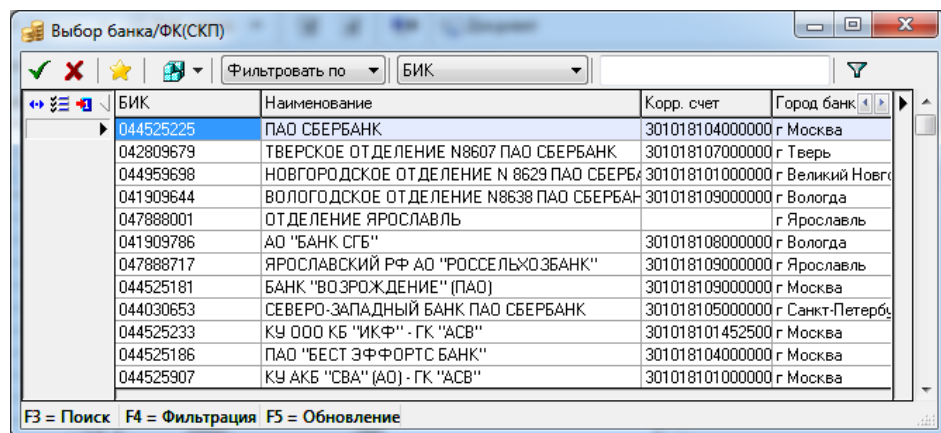 Выбор банка/ФК(СКП)
Фильтровать по БИК
БИК Наименование Корр. счет Город банк
044525225 ПАО СБЕРБАНК 301018104000000 г Москва
042809679 ТВЕРСКОЕ ОТДЕЛЕНИЕ N8607 ПАО СБЕРБАНК 301018107000000 г Тверь
044959698 НОВГОРОДСКОЕ ОТДЕЛЕНИЕ N 8629 ПАО СБЕРБА 301018101000000 г Великий Новго
041909644 ВОЛОГОДСКОЕ ОТДЕЛЕНИЕ N8638 ПАО СБЕРБАН 301018109000000 г Вологда
047888001 ОТДЕЛЕНИЕ ЯРОСЛАВЛЬ г Ярославль
041909786 АО "БАНК СГБ" 301018108000000 г Вологда
047888717 ЯРОСЛАВСКИЙ РФ АО "РОССЕЛЬХОЗБАНК" 301018109000000 г Ярославль
044525181 БАНК "ВОЗРОЖДЕНИЕ" (ПАО) 301018109000000 г Москва
044030653 СЕВЕРО-ЗАПАДНЫЙ БАНК ПАО СБЕРБАНК 301018105000000 г Санкт-Петербу
044525233 КУ ООО КБ "ИКФ" - ГК "АСВ" 301018101452500 г Москва
044525186 ПАО "БЕСТ ЭФФОРТС БАНК" 301018104000000 г Москва
044525907 КУ АКБ "СВА" (АО) - ГК "АСВ" 301018101000000 г Москва
F3 = Поиск F4 = Фильтрация F5 = Обновление